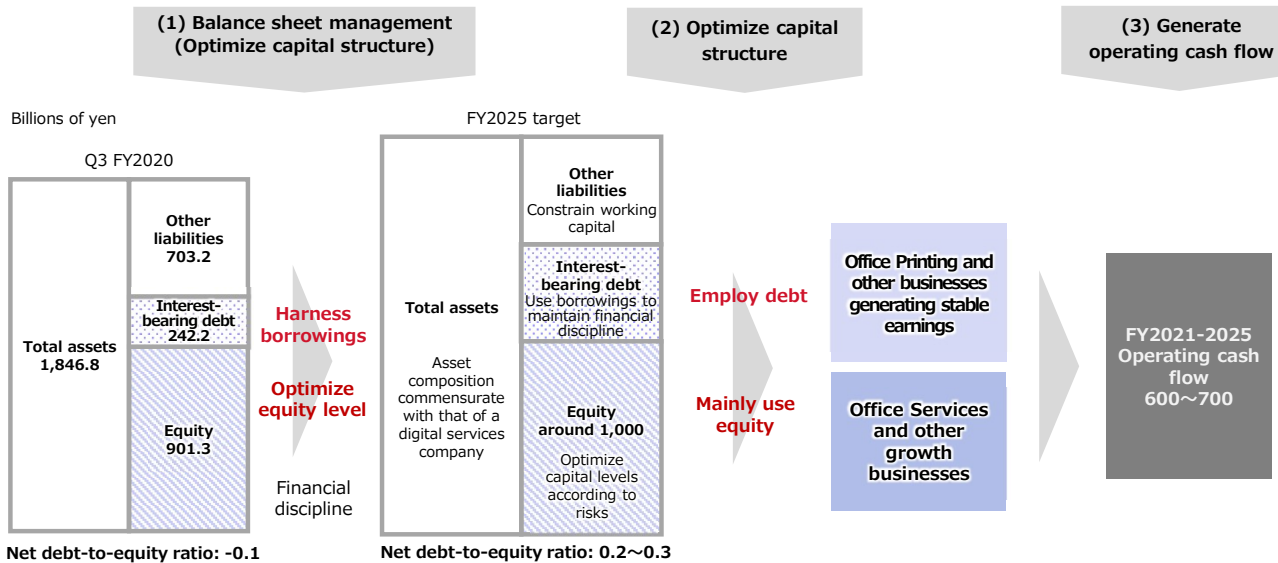 (1) Balance sheet management
(Optimize capital structure)
(2) Optimize capital
structure
(3) Generate
operating cash flow
Billions of yen
Q3 FY2020
Total assets
1,846.8
Other
liabilities
703.2
Interest-
bearing debt
242.2
Equity
901.3
Net debt-to-equity ratio: -0.1
Harness
borrowings
Optimize
equity level
Financial
discipline
FY2025 target
Total assets
Asset
composition
commensurate
with that of a
digital services
company
Other
liabilities
Constrain working
capital
Interest-
bearing debt
Use borrowings to
maintain financial
discipline
Equity
around 1,000
Optimize
capital levels
according to
risks
Net debt-to-equity ratio: 0.2～0.3
Employ debt
Mainly use
equity
Office Printing and
other businesses
generating stable
earnings
Office Services
and other
growth
businesses
FY2021-2025
Operating cash
flow
600～700